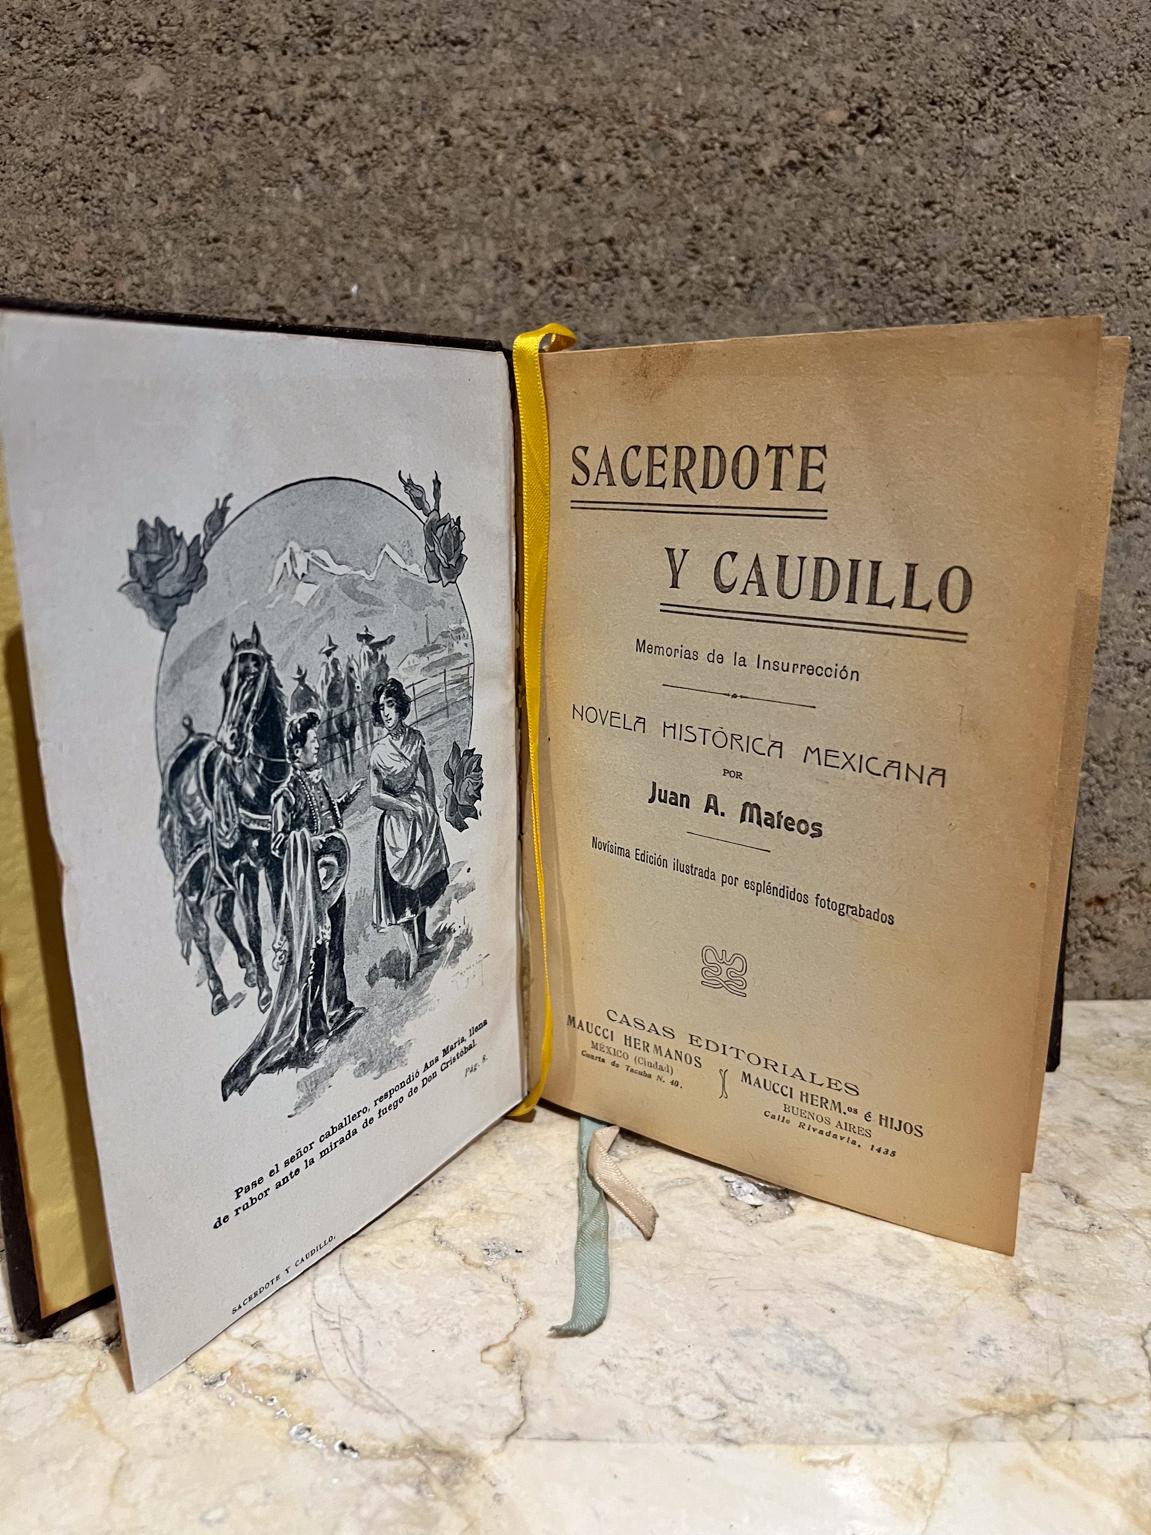 Pase el señor caballero, respondió Ana María, llena
de rubor ante la mirada de fuego de Don Cristóbal.
Pág. 8.
SACERDOTE Y CAUDILLO.
SACERDOTE
Y CAUDILLO
Memorias de la Insurrección
NOVELA HISTÓRICA MEXICANA
POR
Juan A. Mateos
Novísima Edición ilustrada por espléndidos fotograbados
CASAS EDITORIALES
MAUCCI HERMANOS
MÉXICO (Ciudad)
Cuarta de Tacuba N. 40.
MAUCCI HERM.os é HIJOS
BUENOS AIRES
Calle Rivadavia, 1435